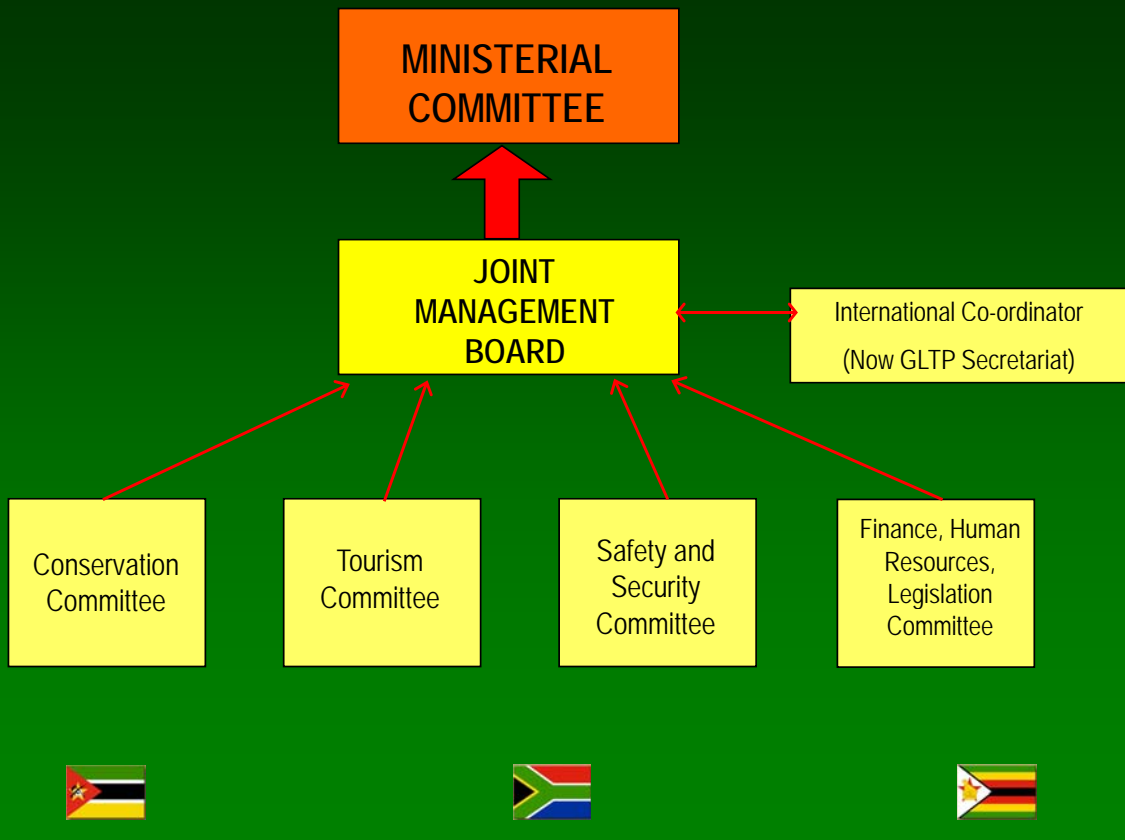 MINISTERIAL
COMMITTEE
JOINT
MANAGEMENT
BOARD
International Co-ordinator
(Now GLTP Secretariat)
Conservation
Committee
Tourism
Committee
Safety and
Security
Committee
Finance, Human
Resources,
Legislation
Committee